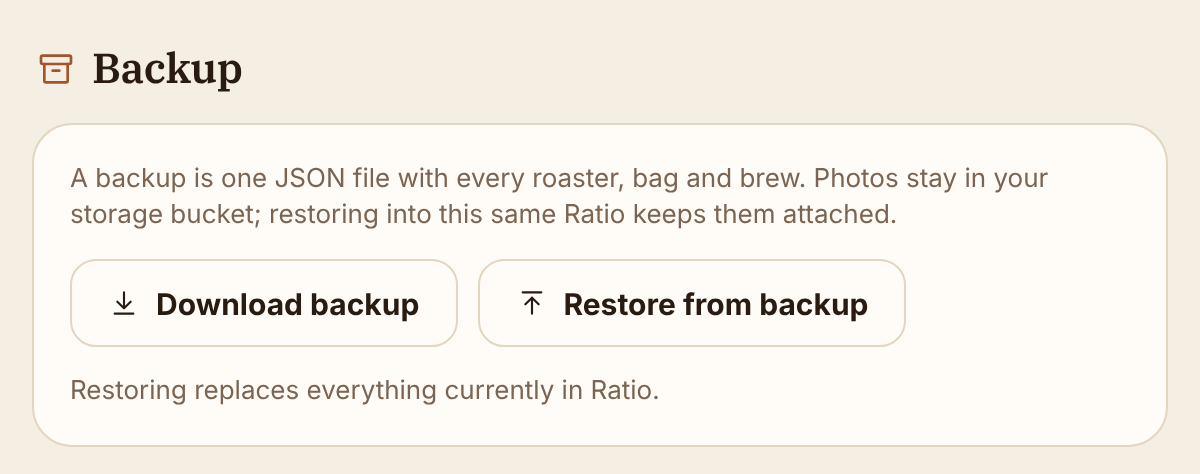 Backup
A backup is one JSON file with every roaster, bag and brew. Photos stay in your
storage bucket; restoring into this same Ratio keeps them attached.
Download backup
Restore from backup
Restoring replaces everything currently in Ratio.